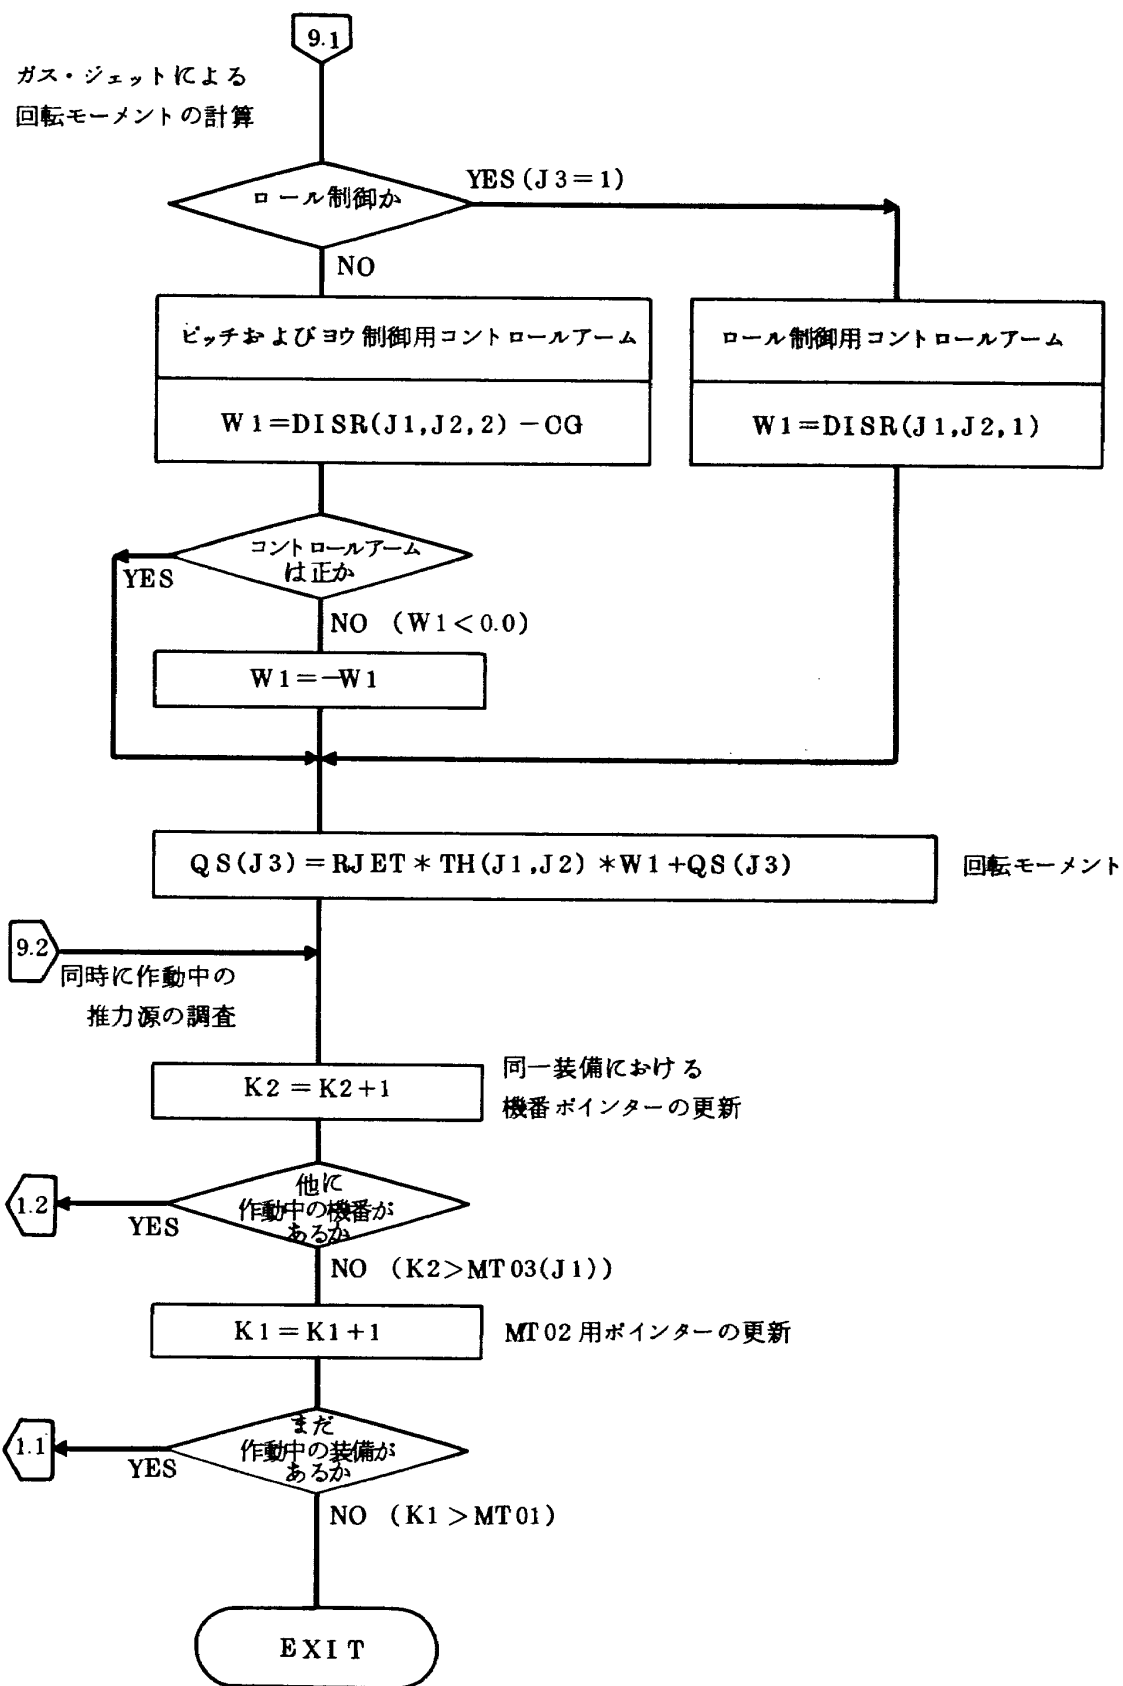 9.1
ガス・ジェットによる
回転モーメントの計算
ロール制御か
YES(J3=1)
NO
ピッチおよびヨウ制御用コントロールアーム
W1=DISR(J1,J2,2)-CG
ロール制御用コントロールアーム
W1=DISR(J1,J2,1)
コントロールアーム
は正か
YES
NO (W1<0.0)
W1=-W1
QS(J3)=RJET*TH(J1,J2)*W1+QS(J3)
回転モーメント
9.2
同時に作動中の
推力源の調査
K2=K2+1
同一装備における
機番ポインターの更新
他に
作動中の機番が
あるか
1.2
YES
NO (K2>MT03(J1))
K1=K1+1
MT02用ポインターの更新
まだ
作動中の装備が
あるか
1.1
YES
NO (K1>MT01)
EXIT